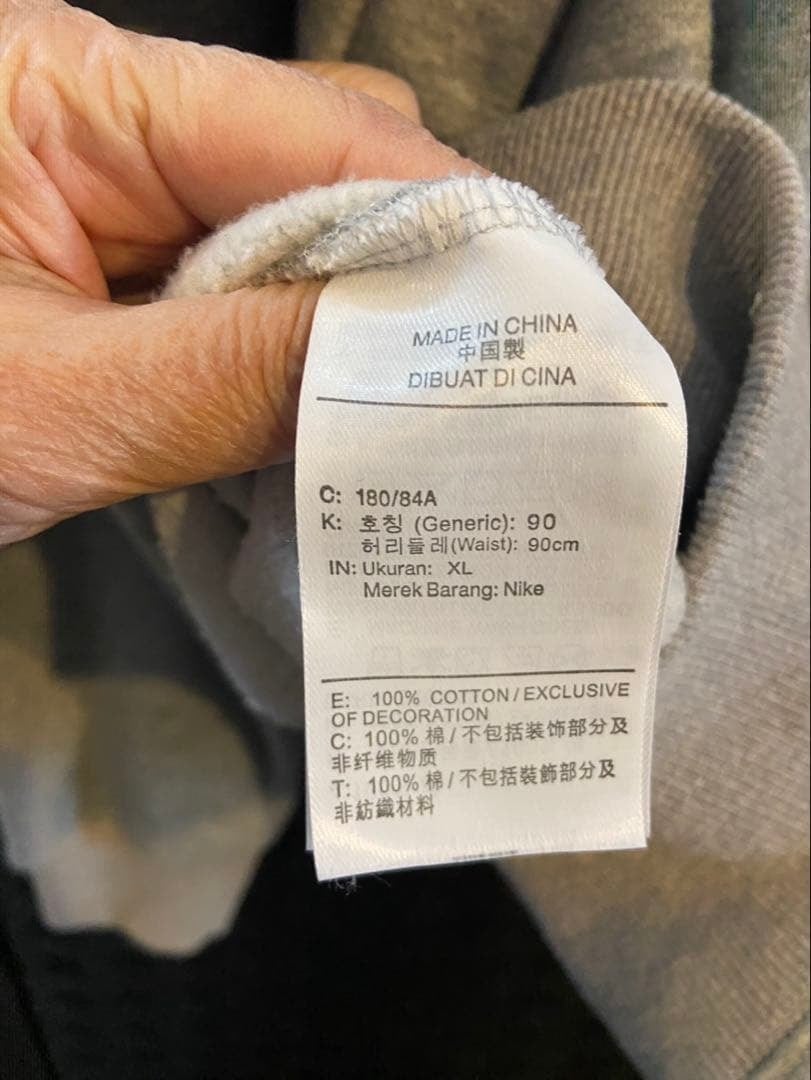 MADE IN CHINA
中国製
DIBUAT DI CINA
C: 180/84A
K: 호칭 (Generic): 90
허리둘레(Waist): 90cm
IN: Ukuran: XL
Merek Barang: Nike
E: 100% COTTON / EXCLUSIVE
OF DECORATION
C: 100% 棉 / 不包括装饰部分及
非纤维物质
T: 100% 棉 / 不包括裝飾部分及
非紡織材料